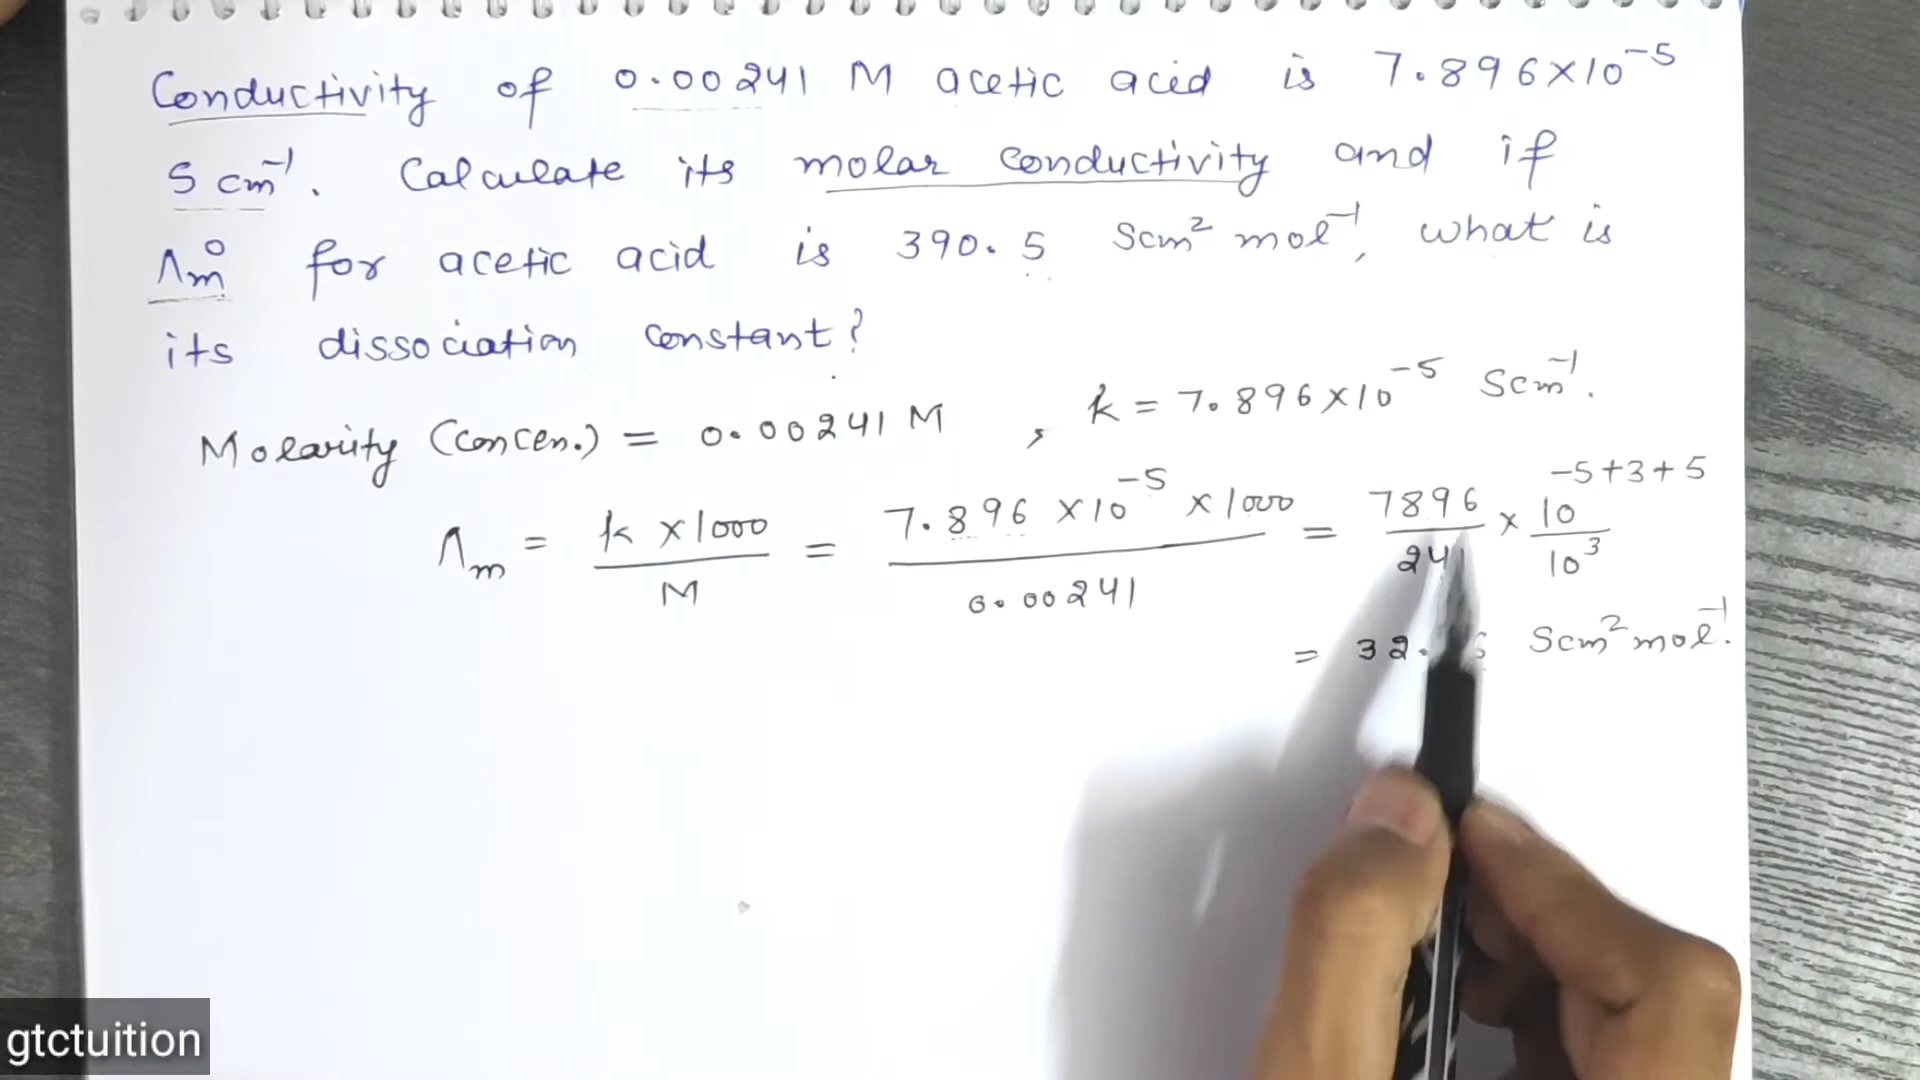 Conductivity of 0.00241 M acetic acid is 7.896×10⁻⁵
S cm⁻¹. Calculate its molar conductivity and if
Λm⁰ for acetic acid is 390.5 Scm² mol⁻¹, what is
its dissociation constant?
Molarity (Concen.) = 0.00241 M , k = 7.896×10⁻⁵ Scm⁻¹.
Λm = k ×1000 / M = 7.896 ×10⁻⁵ ×1000 / 0.00241 = 7896 / 241 × 10⁻⁵⁺³⁺⁵ / 10³
= 32. Scm² mol⁻¹.
gtctuition